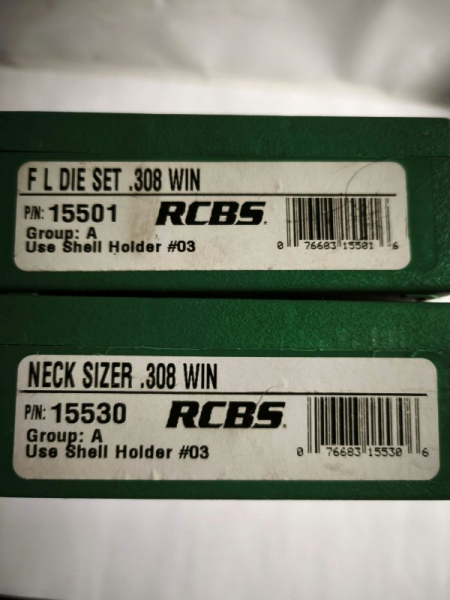 F L DIE SET .308 WIN
P/N: 15501 RCBS.
Group: A
Use Shell Holder #03
0 76683 15501 6
NECK SIZER .308 WIN
P/N: 15530 RCBS.
Group: A
Use Shell Holder #03
0 76683 15530 6